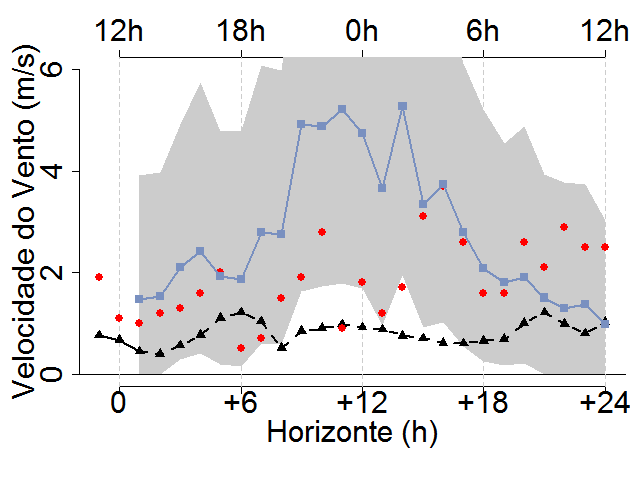 12h 18h 0h 6h 12h
Velocidade do Vento (m/s)
6
4
2
0
0 +6 +12 +18 +24
Horizonte (h)